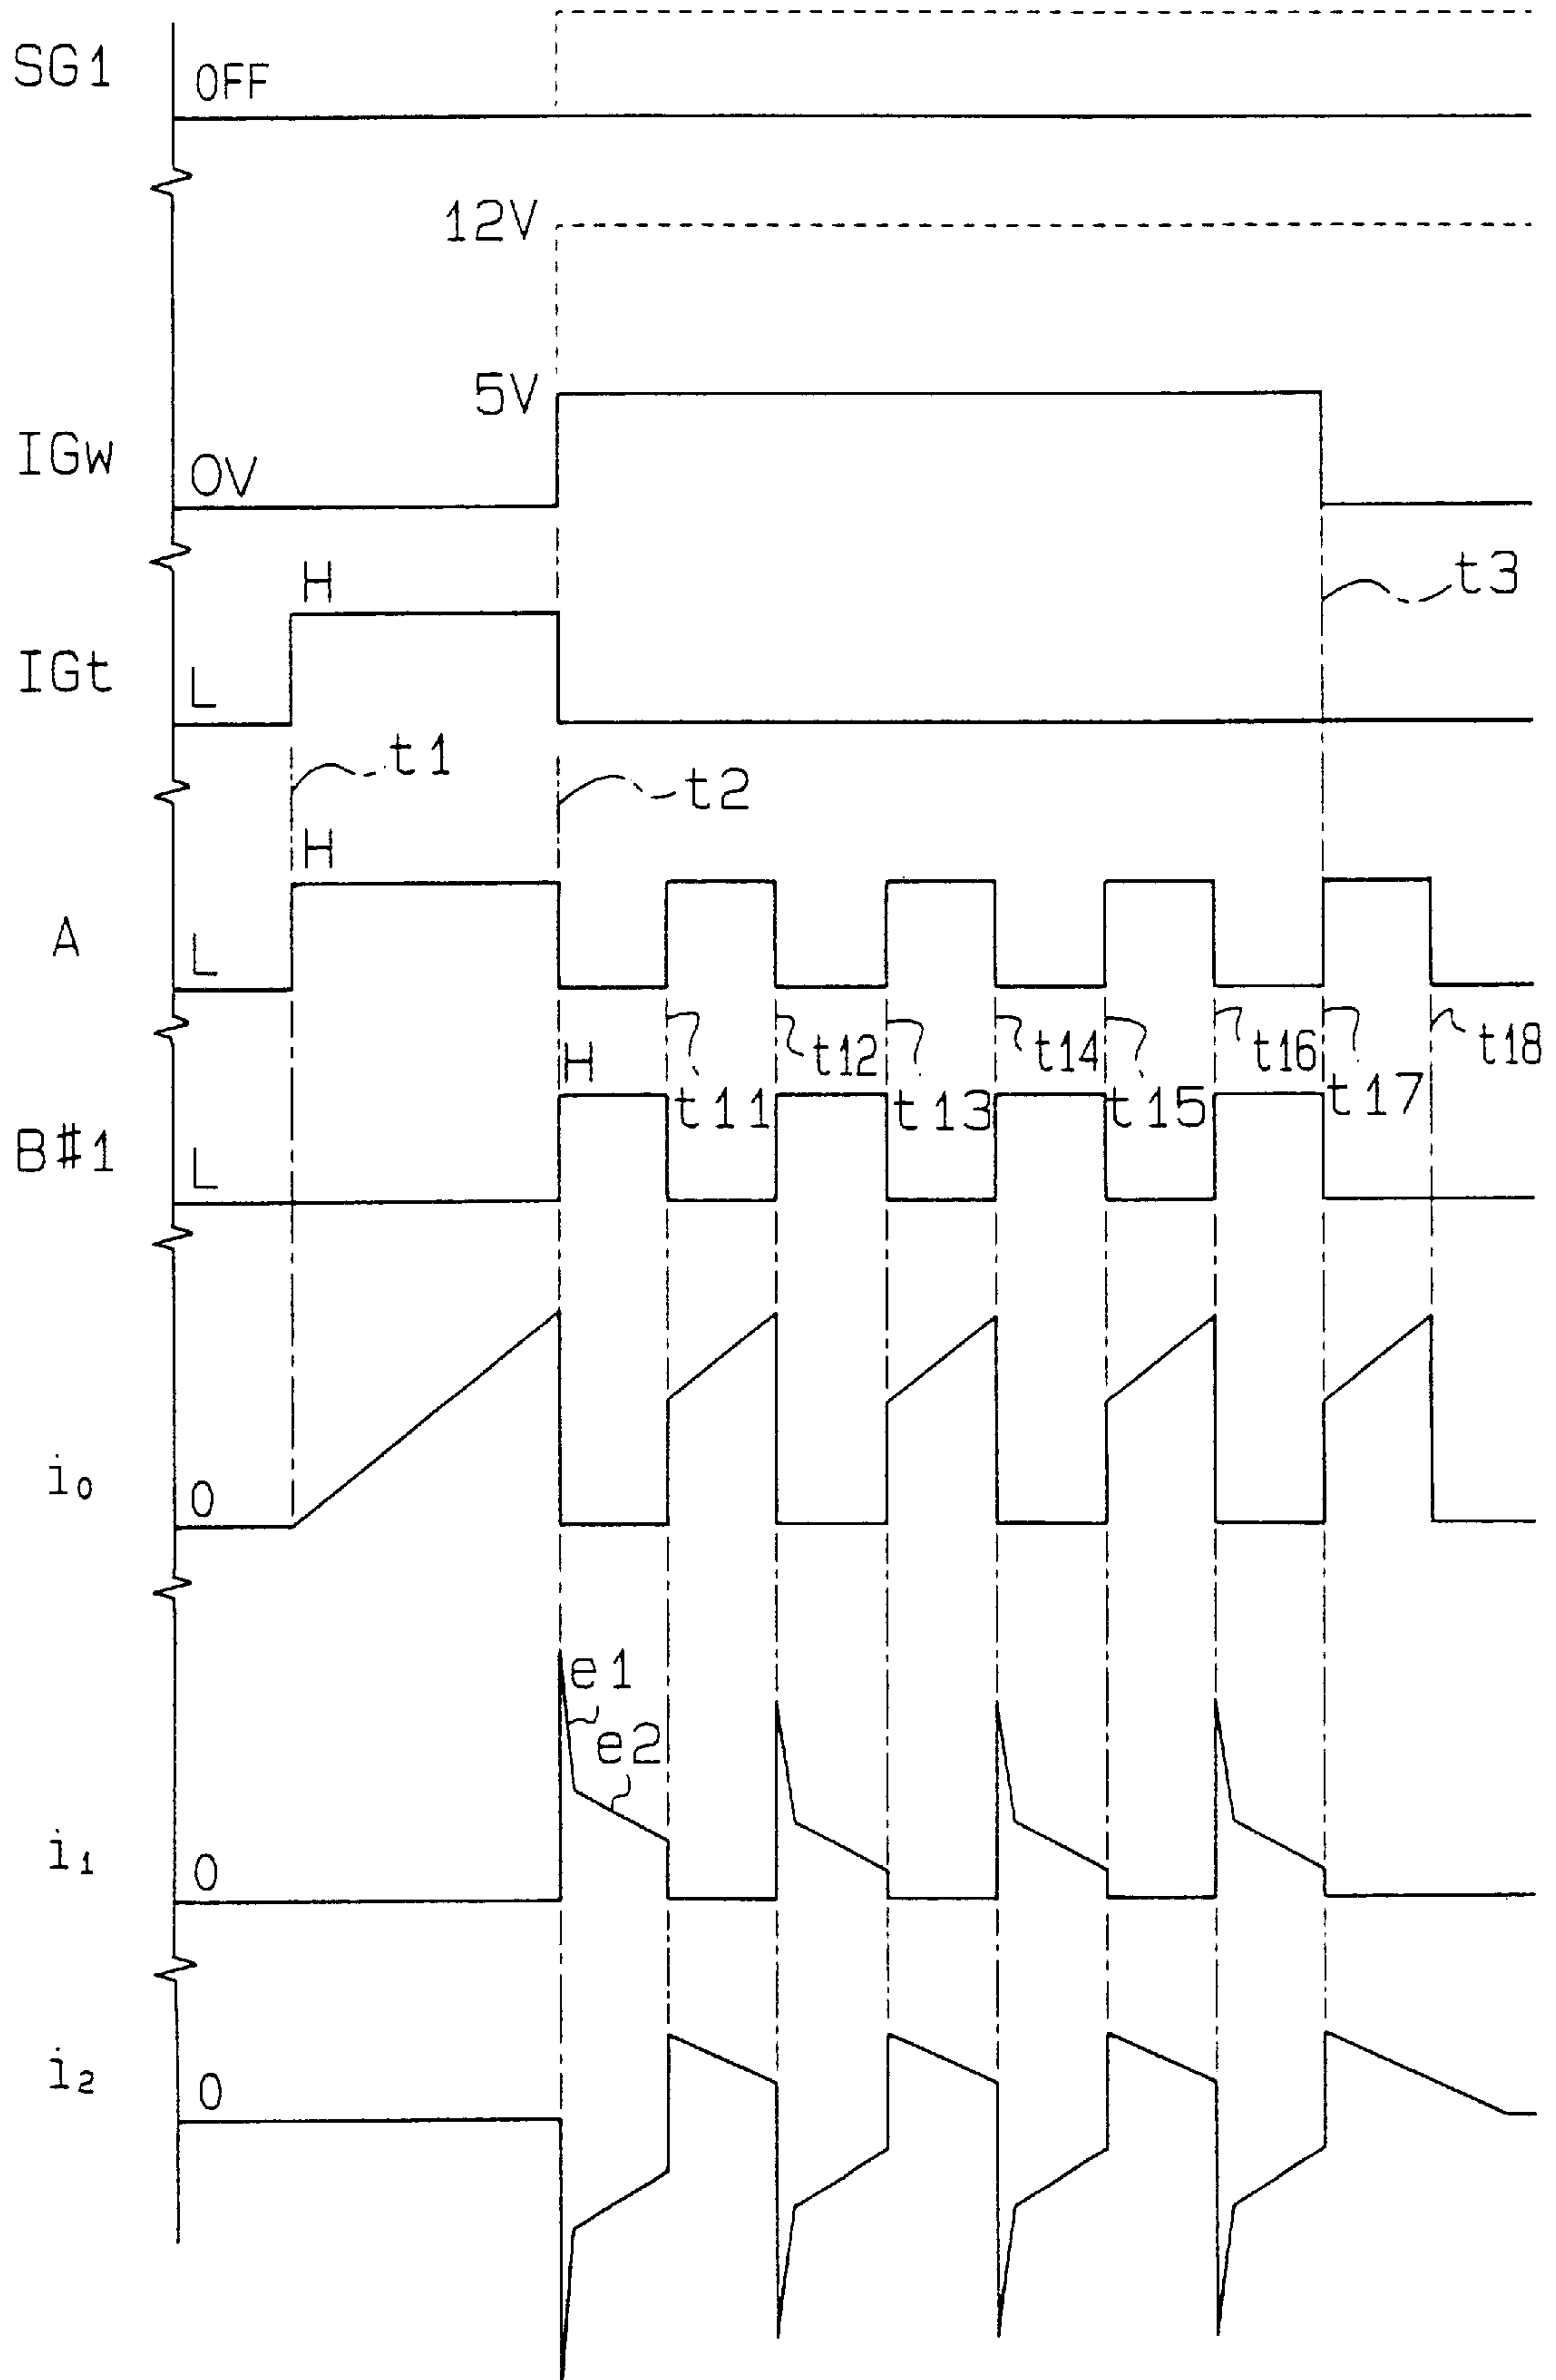 SG1
OFF
12V
5V
IGw
0V
t3
H
IGt
L
t1
t2
H
A
L
t12
t14
t16
t18
H
t11
t13
t15
t17
B#1
L
i₀
0
e1
e2
i₁
0
i₂
0